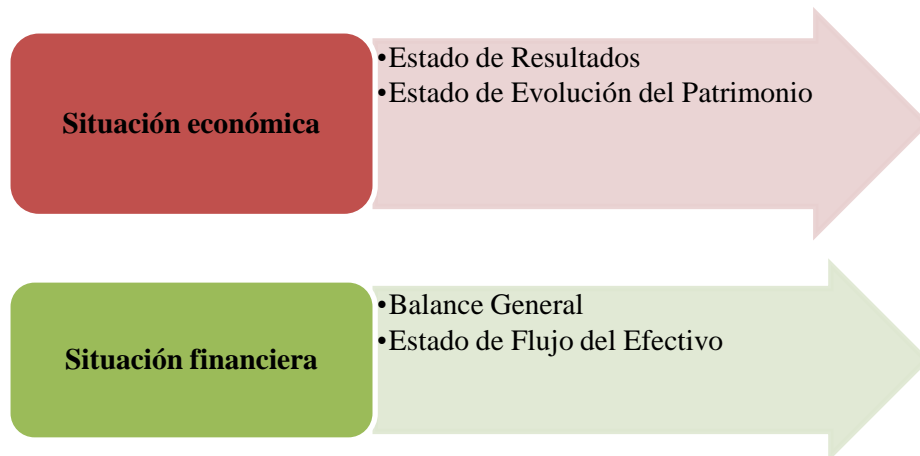 Situación económica
•Estado de Resultados
•Estado de Evolución del Patrimonio
Situación financiera
•Balance General
•Estado de Flujo del Efectivo